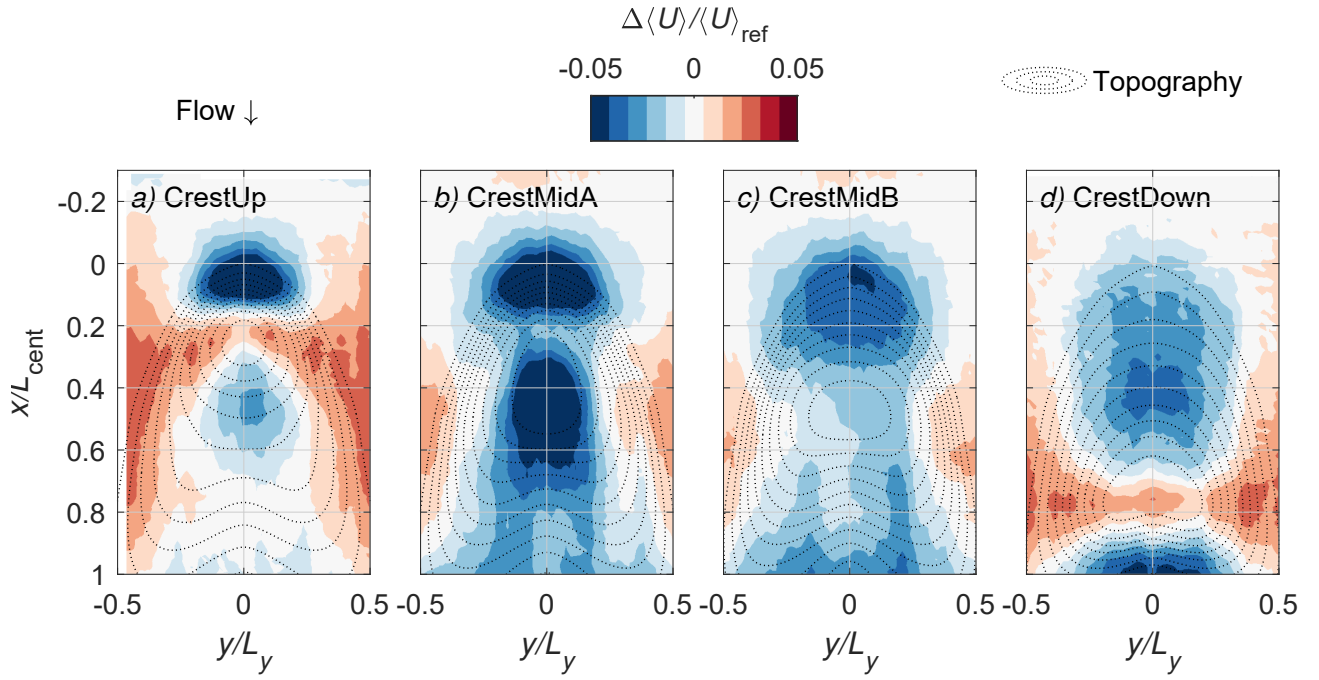 Δ⟨U⟩/⟨U⟩ref
-0.05 0 0.05
Flow ↓
Topography
a) CrestUp
b) CrestMidA
c) CrestMidB
d) CrestDown
x/Lcent
-0.2
0
0.2
0.4
0.6
0.8
1
-0.5 0 0.5
-0.5 0 0.5
-0.5 0 0.5
-0.5 0 0.5
y/Ly
y/Ly
y/Ly
y/Ly